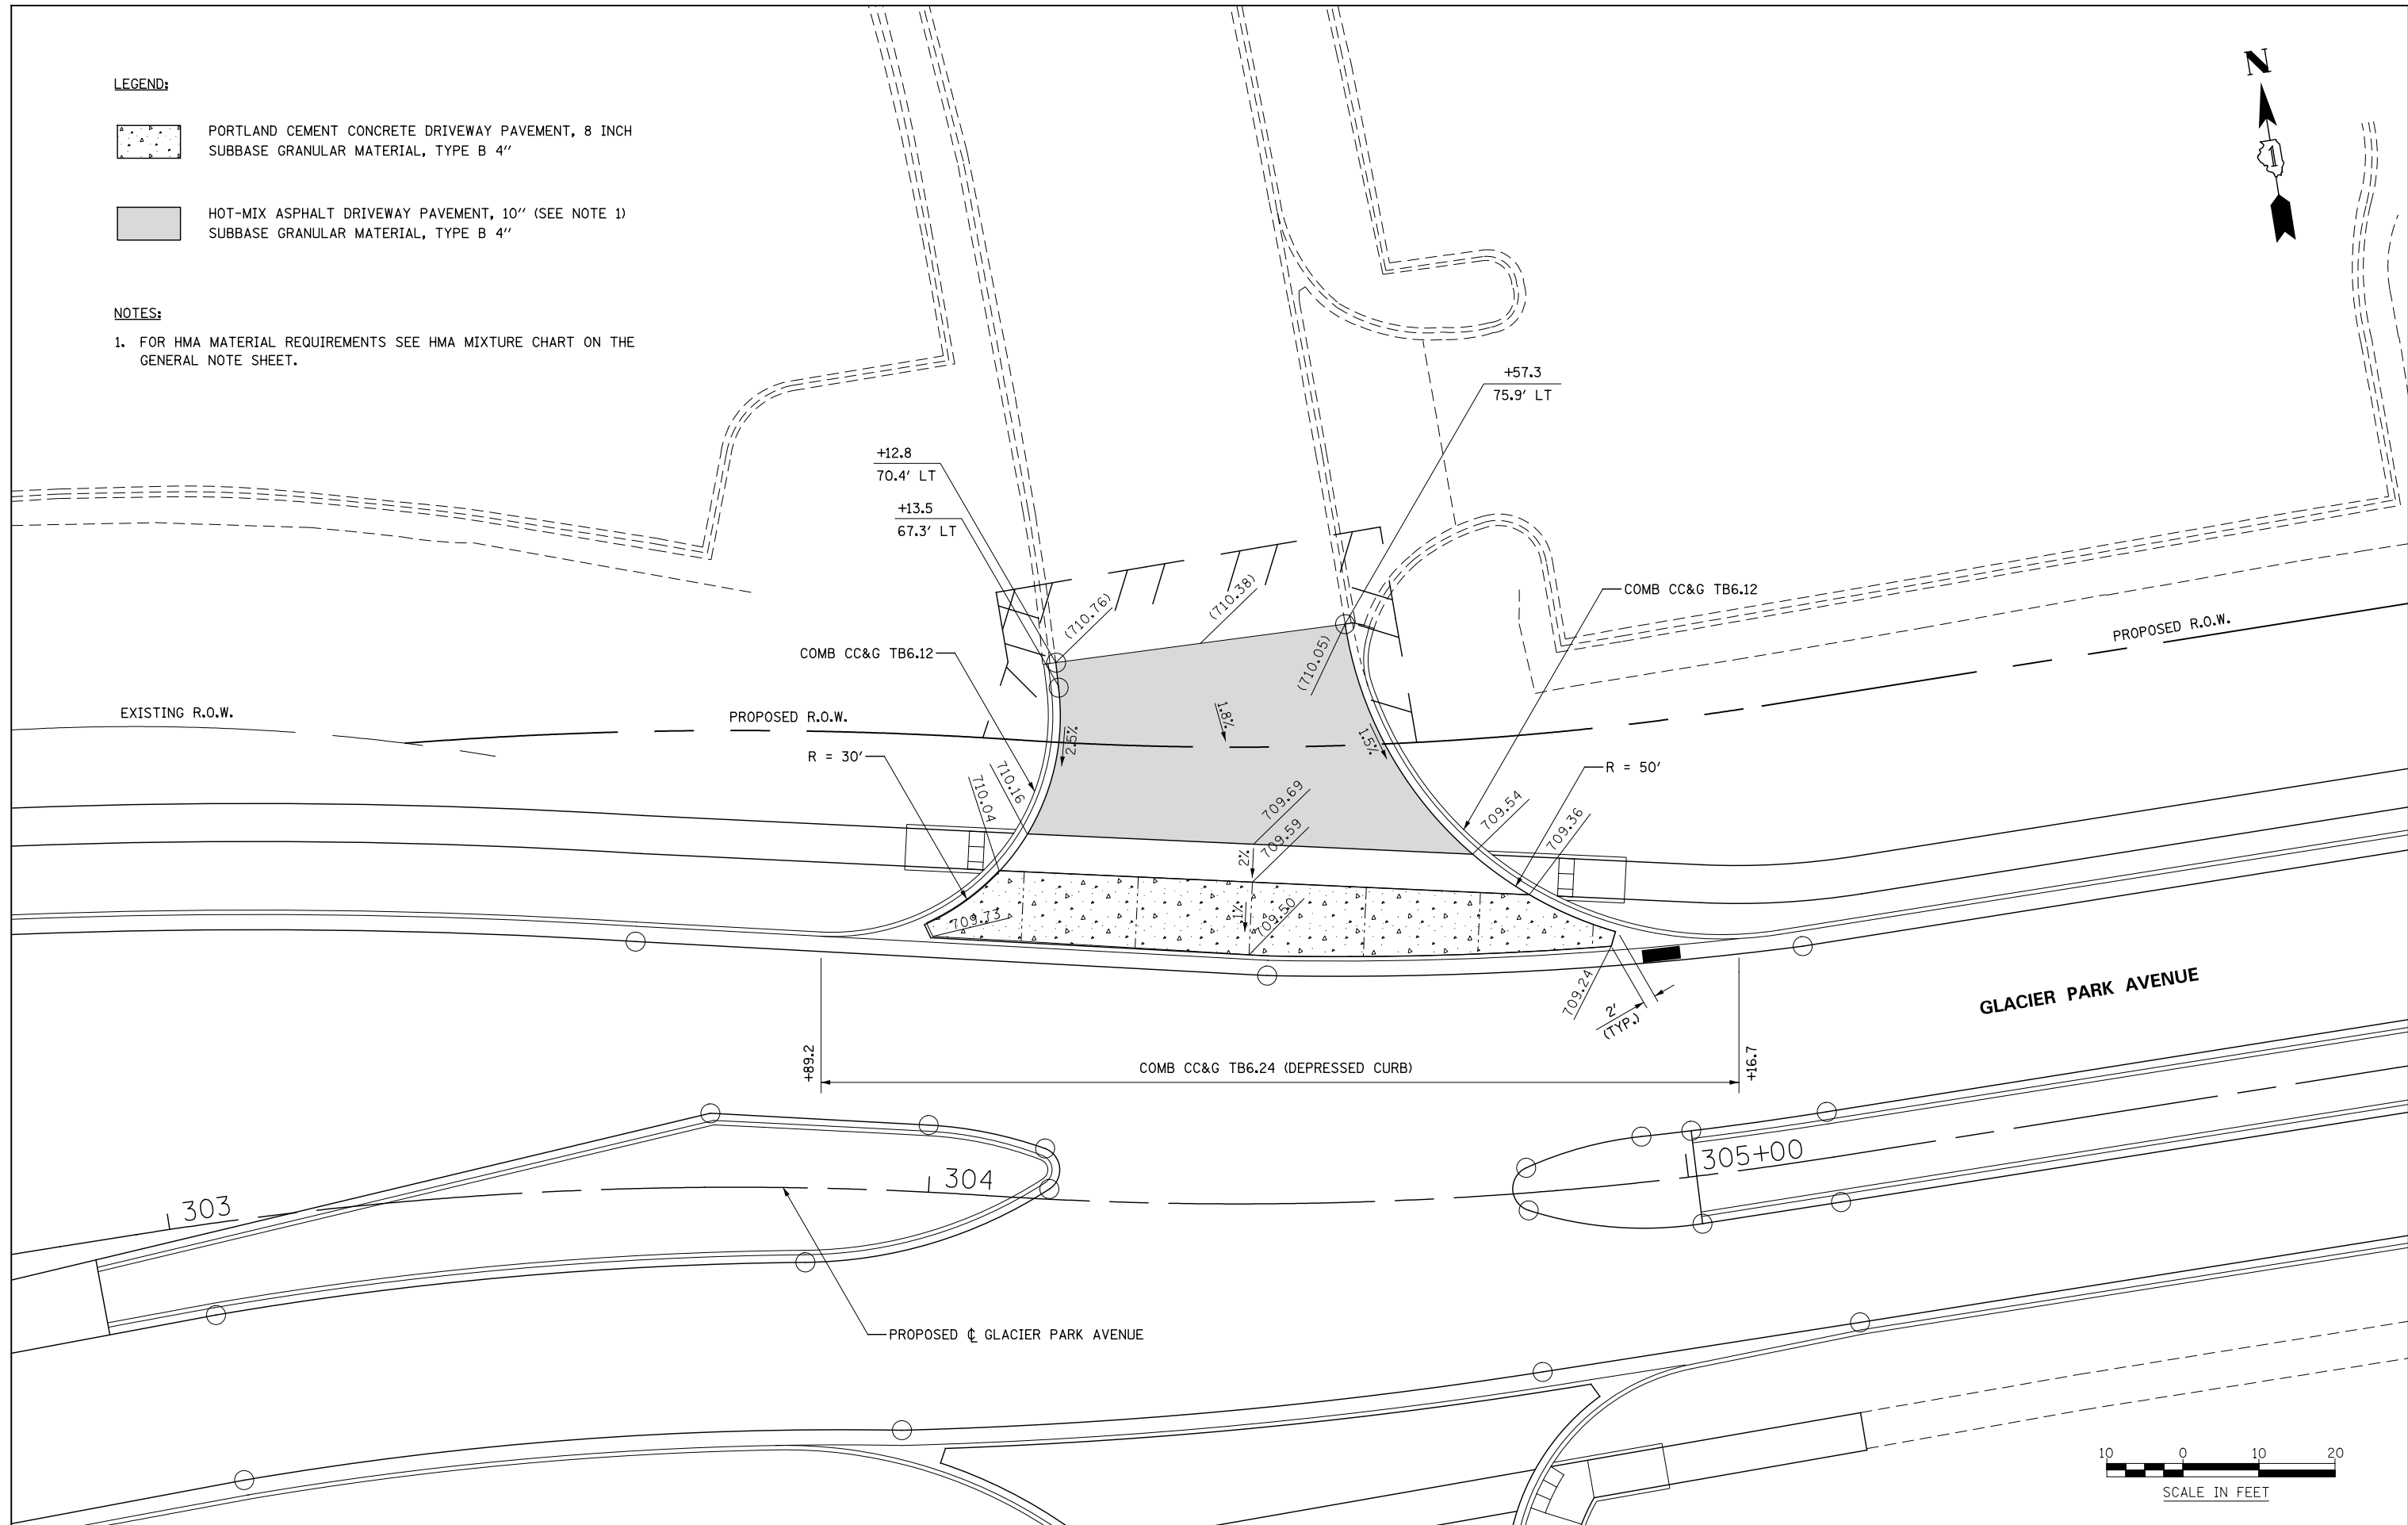 N
1
LEGEND:
PORTLAND CEMENT CONCRETE DRIVEWAY PAVEMENT, 8 INCH
SUBBASE GRANULAR MATERIAL, TYPE B 4"
HOT-MIX ASPHALT DRIVEWAY PAVEMENT, 10" (SEE NOTE 1)
SUBBASE GRANULAR MATERIAL, TYPE B 4"
NOTES:
1. FOR HMA MATERIAL REQUIREMENTS SEE HMA MIXTURE CHART ON THE
GENERAL NOTE SHEET.
+57.3
75.9' LT
+12.8
70.4' LT
+13.5
67.3' LT
(710.76)
(710.38)
(710.05)
COMB CC&G TB6.12
COMB CC&G TB6.12
PROPOSED R.O.W.
EXISTING R.O.W.
PROPOSED R.O.W.
2.5%
1.8%
1.5%
R = 30'
R = 50'
710.16
710.04
709.69
709.59
709.54
709.36
2%
1%
709.73
709.50
709.24
2'
(TYP.)
GLACIER PARK AVENUE
+89.2
COMB CC&G TB6.24 (DEPRESSED CURB)
+16.7
303
304
305+00
PROPOSED ℄ GLACIER PARK AVENUE
10 0 10 20
SCALE IN FEET